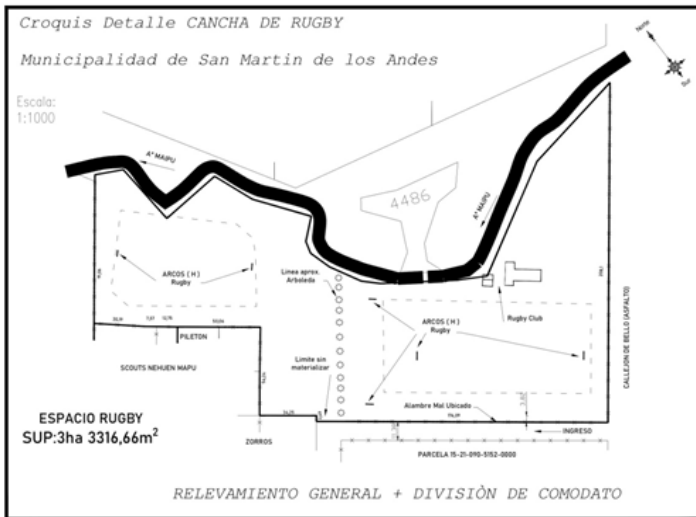 Croquis Detalle CANCHA DE RUGBY
Municipalidad de San Martin de los Andes
Norte
Sur
Escala:
1:1000
Aº MAIPU
4486
Aº MAIPU
ARCOS ( H )
Rugby
Linea aprox.
Arboleda
ARCOS ( H )
Rugby
Rugby Club
CALLEJON DE BELLO (ASFALTO)
PILETON
SCOUTS NEHUEN MAPU
Limite sin
materializar
Alambre Mal Ubicado
INGRESO
ESPACIO RUGBY
SUP:3ha 3316,66m²
ZORROS
PARCELA 15-21-090-5152-0000
RELEVAMIENTO GENERAL + DIVISIÒN DE COMODATO